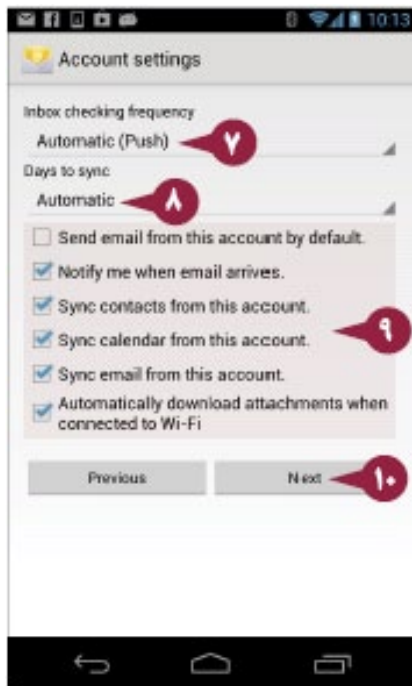 10:13
Account settings
Inbox checking frequency
Automatic (Push)
٧
Days to sync
Automatic
٨
Send email from this account by default.
Notify me when email arrives.
Sync contacts from this account.
Sync calendar from this account.
٩
Sync email from this account.
Automatically download attachments when
connected to Wi-Fi
Previous
Next
١٠